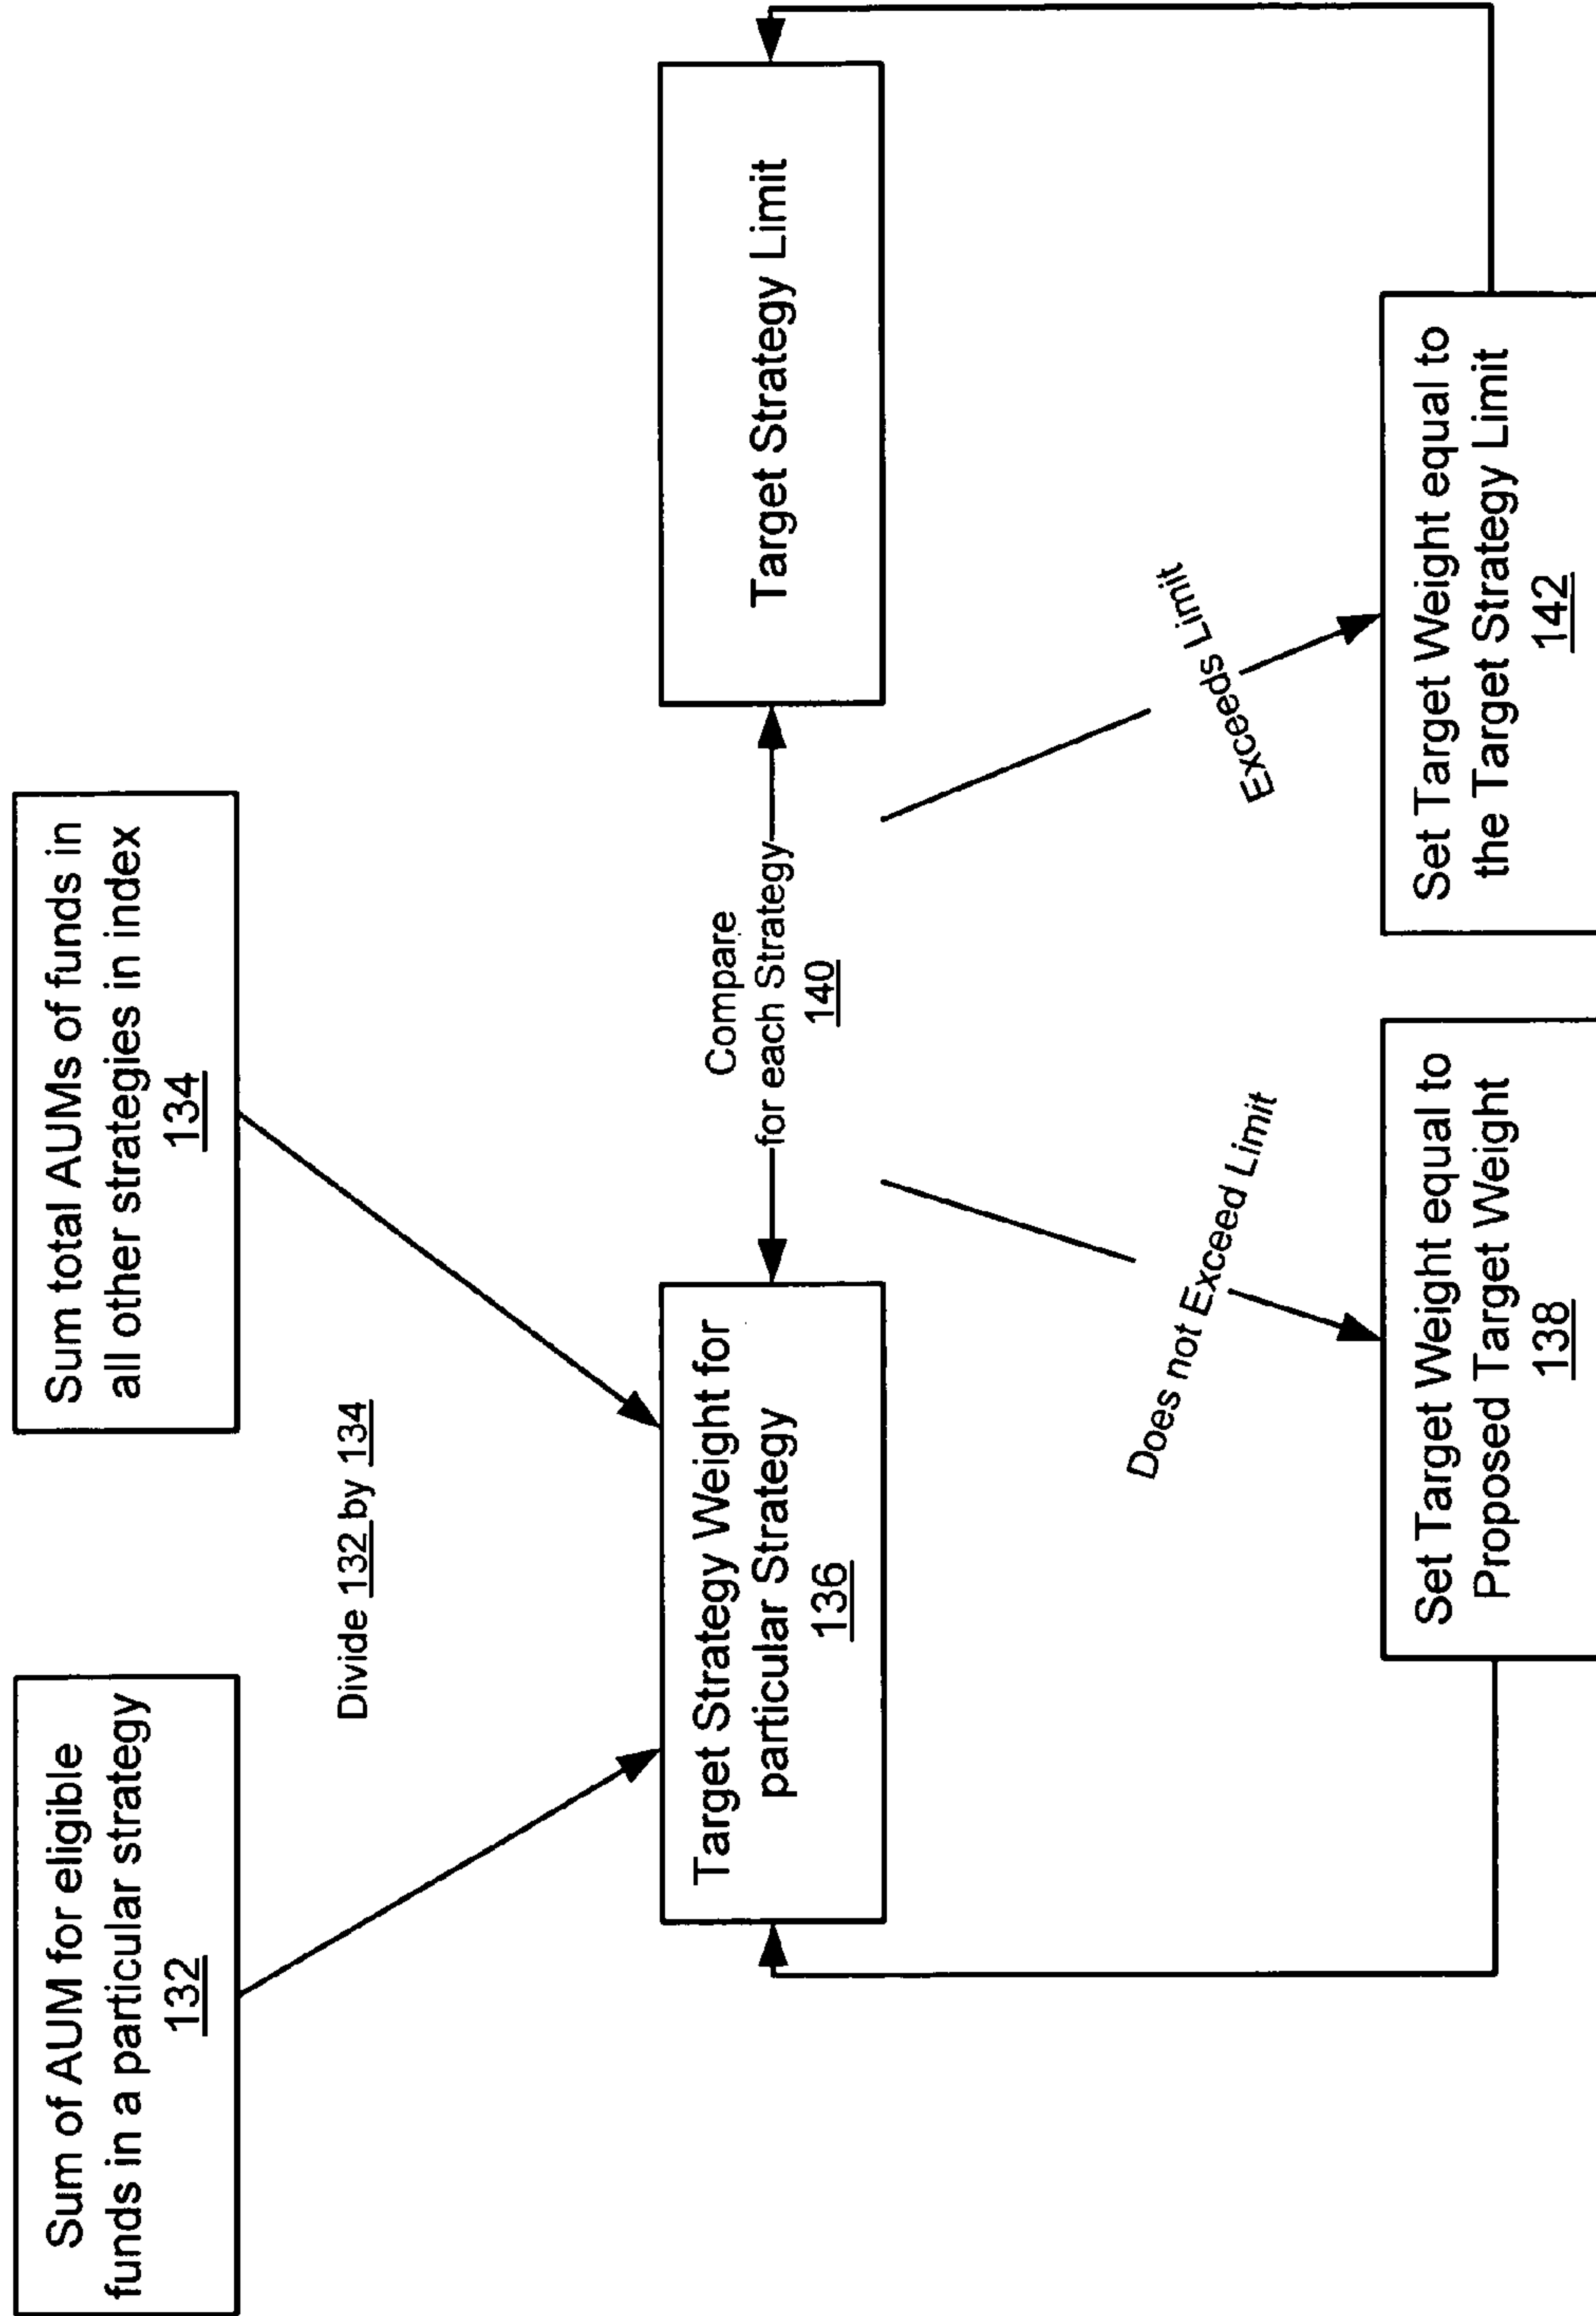 Sum of AUM for eligible
funds in a particular strategy
132
Sum total AUMs of funds in
all other strategies in index
134
Divide 132 by 134
Target Strategy Weight for
particular Strategy
136
Compare
for each Strategy
140
Target Strategy Limit
Does not Exceed Limit
Exceeds Limit
Set Target Weight equal to
Proposed Target Weight
138
Set Target Weight equal to
the Target Strategy Limit
142